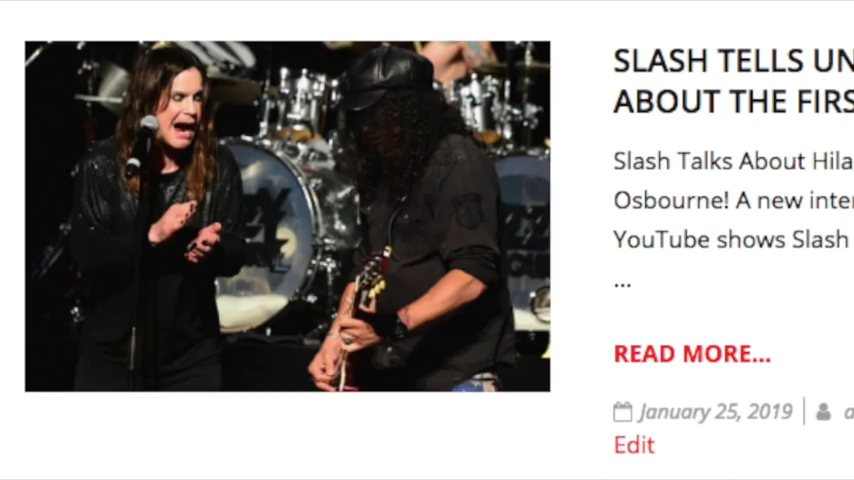 SLASH TELLS UN
ABOUT THE FIRS
Slash Talks About Hila
Osbourne! A new inter
YouTube shows Slash
...
READ MORE...
January 25, 2019
Edit